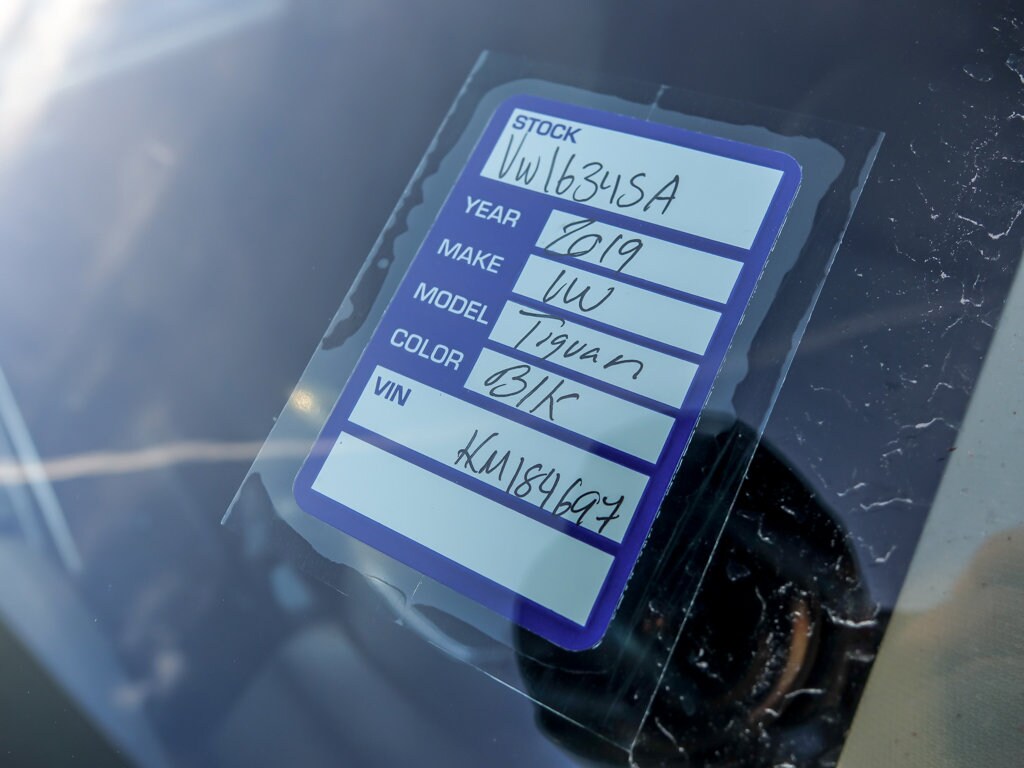 STOCK
VW1634SA
YEAR 2019
MAKE VW
MODEL Tiguan
COLOR Blk
VIN
KM184697